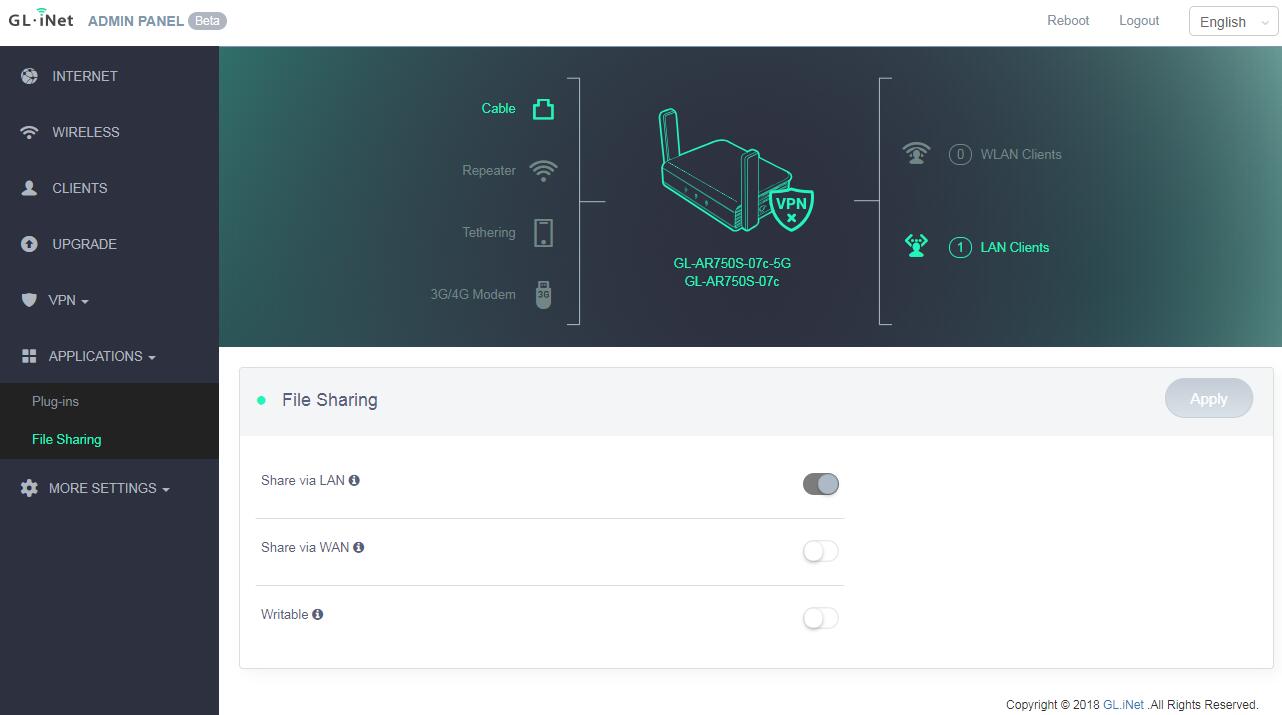 GL·iNet ADMIN PANEL Beta
Reboot Logout English
INTERNET
WIRELESS
CLIENTS
UPGRADE
VPN
APPLICATIONS
Plug-ins
File Sharing
MORE SETTINGS
Cable
Repeater
Tethering
3G/4G Modem 3G
VPN
GL-AR750S-07c-5G
GL-AR750S-07c
0 WLAN Clients
1 LAN Clients
File Sharing Apply
Share via LAN
Share via WAN
Writable
Copyright © 2018 GL.iNet .All Rights Reserved.